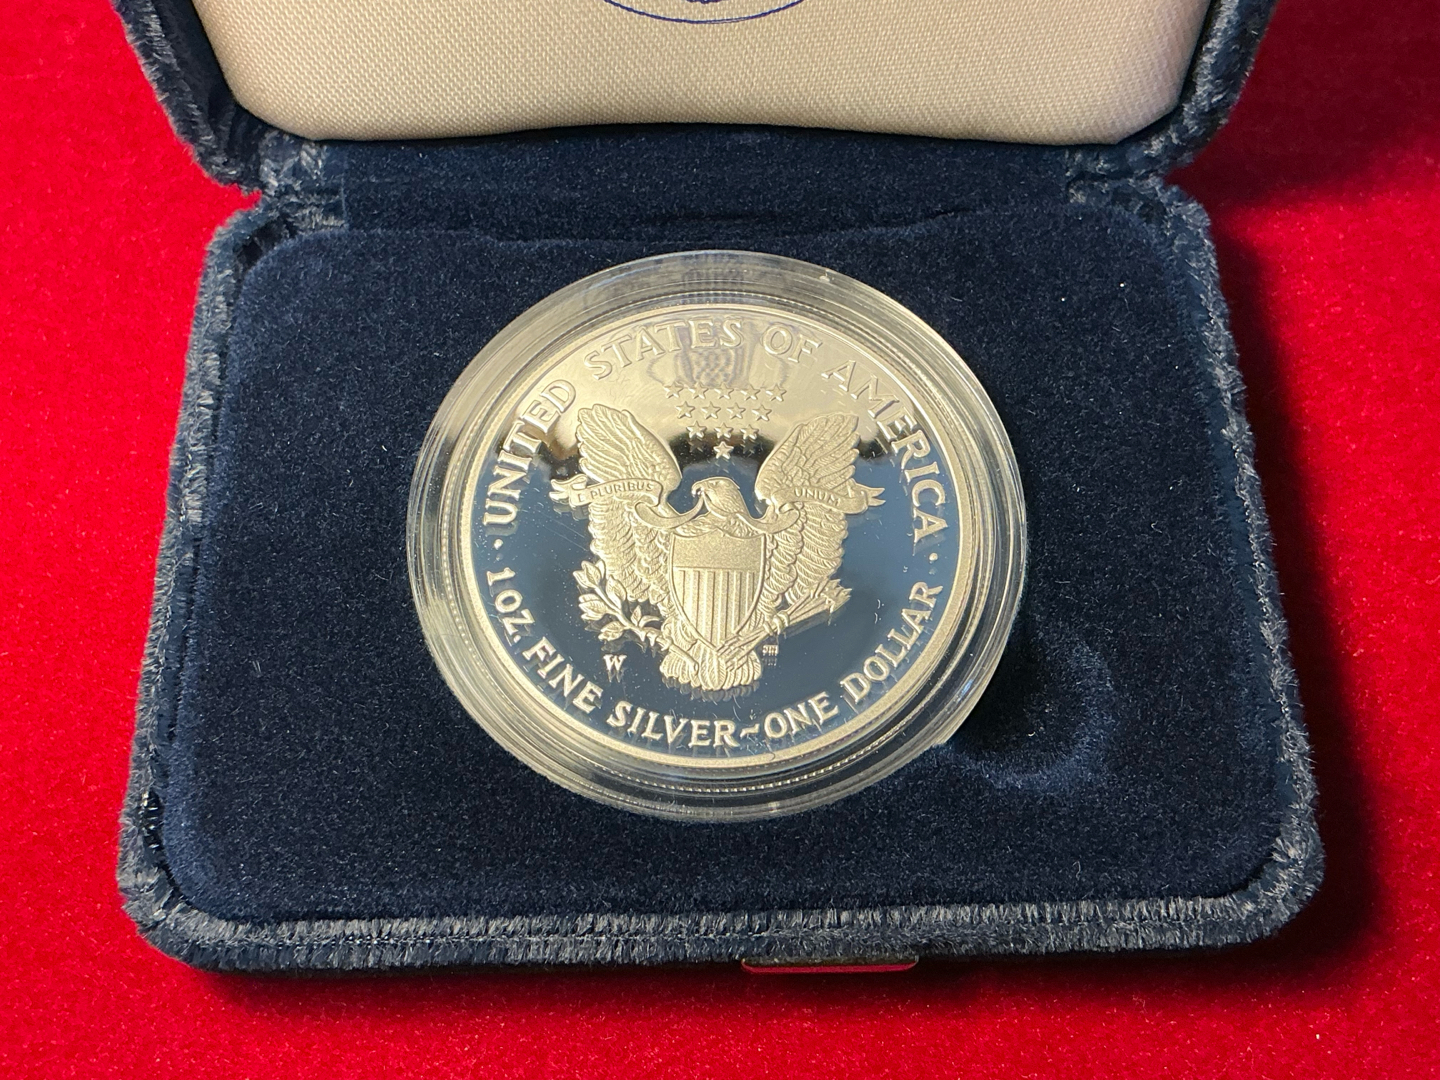 UNITED STATES OF AMERICA
E PLURIBUS UNUM
W
· 1 OZ. FINE SILVER~ONE DOLLAR ·